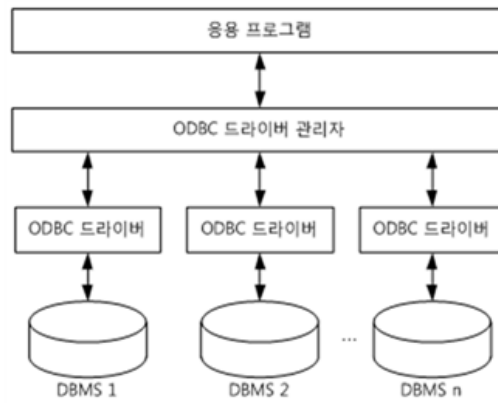 응용 프로그램
ODBC 드라이버 관리자
ODBC 드라이버 ODBC 드라이버 ODBC 드라이버
...
DBMS 1 DBMS 2 DBMS n